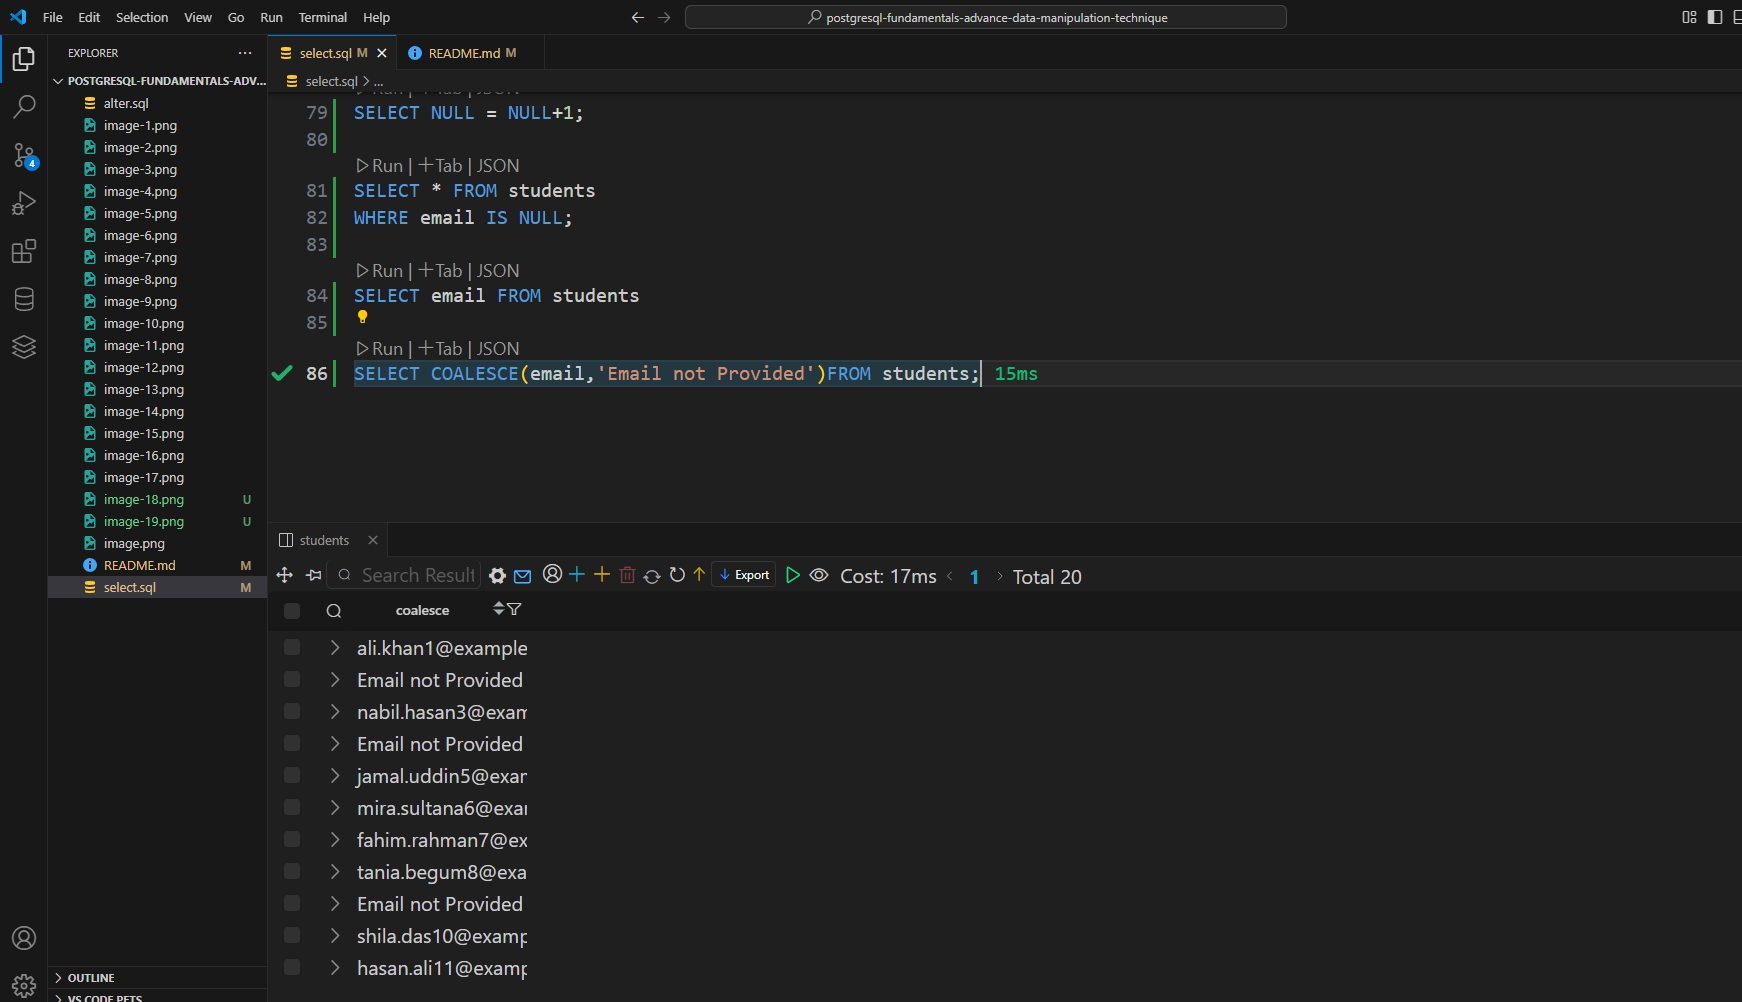 File Edit Selection View Go Run Terminal Help
postgresql-fundamentals-advance-data-manipulation-technique
EXPLORER
POSTGRESQL-FUNDAMENTALS-ADV...
alter.sql
image-1.png
image-2.png
image-3.png
image-4.png
image-5.png
image-6.png
image-7.png
image-8.png
image-9.png
image-10.png
image-11.png
image-12.png
image-13.png
image-14.png
image-15.png
image-16.png
image-17.png
image-18.png U
image-19.png U
image.png
README.md M
select.sql M
OUTLINE
VS CODE PETS
4
select.sql M
README.md M
select.sql > ...
Run | +Tab | JSON
79 SELECT NULL = NULL+1;
80
Run | +Tab | JSON
81 SELECT * FROM students
82 WHERE email IS NULL;
83
Run | +Tab | JSON
84 SELECT email FROM students
85
Run | +Tab | JSON
86 SELECT COALESCE(email,'Email not Provided')FROM students; 15ms
students
Search Result Export Cost: 17ms < 1 > Total 20
coalesce
ali.khan1@example
Email not Provided
nabil.hasan3@exam
Email not Provided
jamal.uddin5@exam
mira.sultana6@exa
fahim.rahman7@ex
tania.begum8@exa
Email not Provided
shila.das10@examp
hasan.ali11@examp